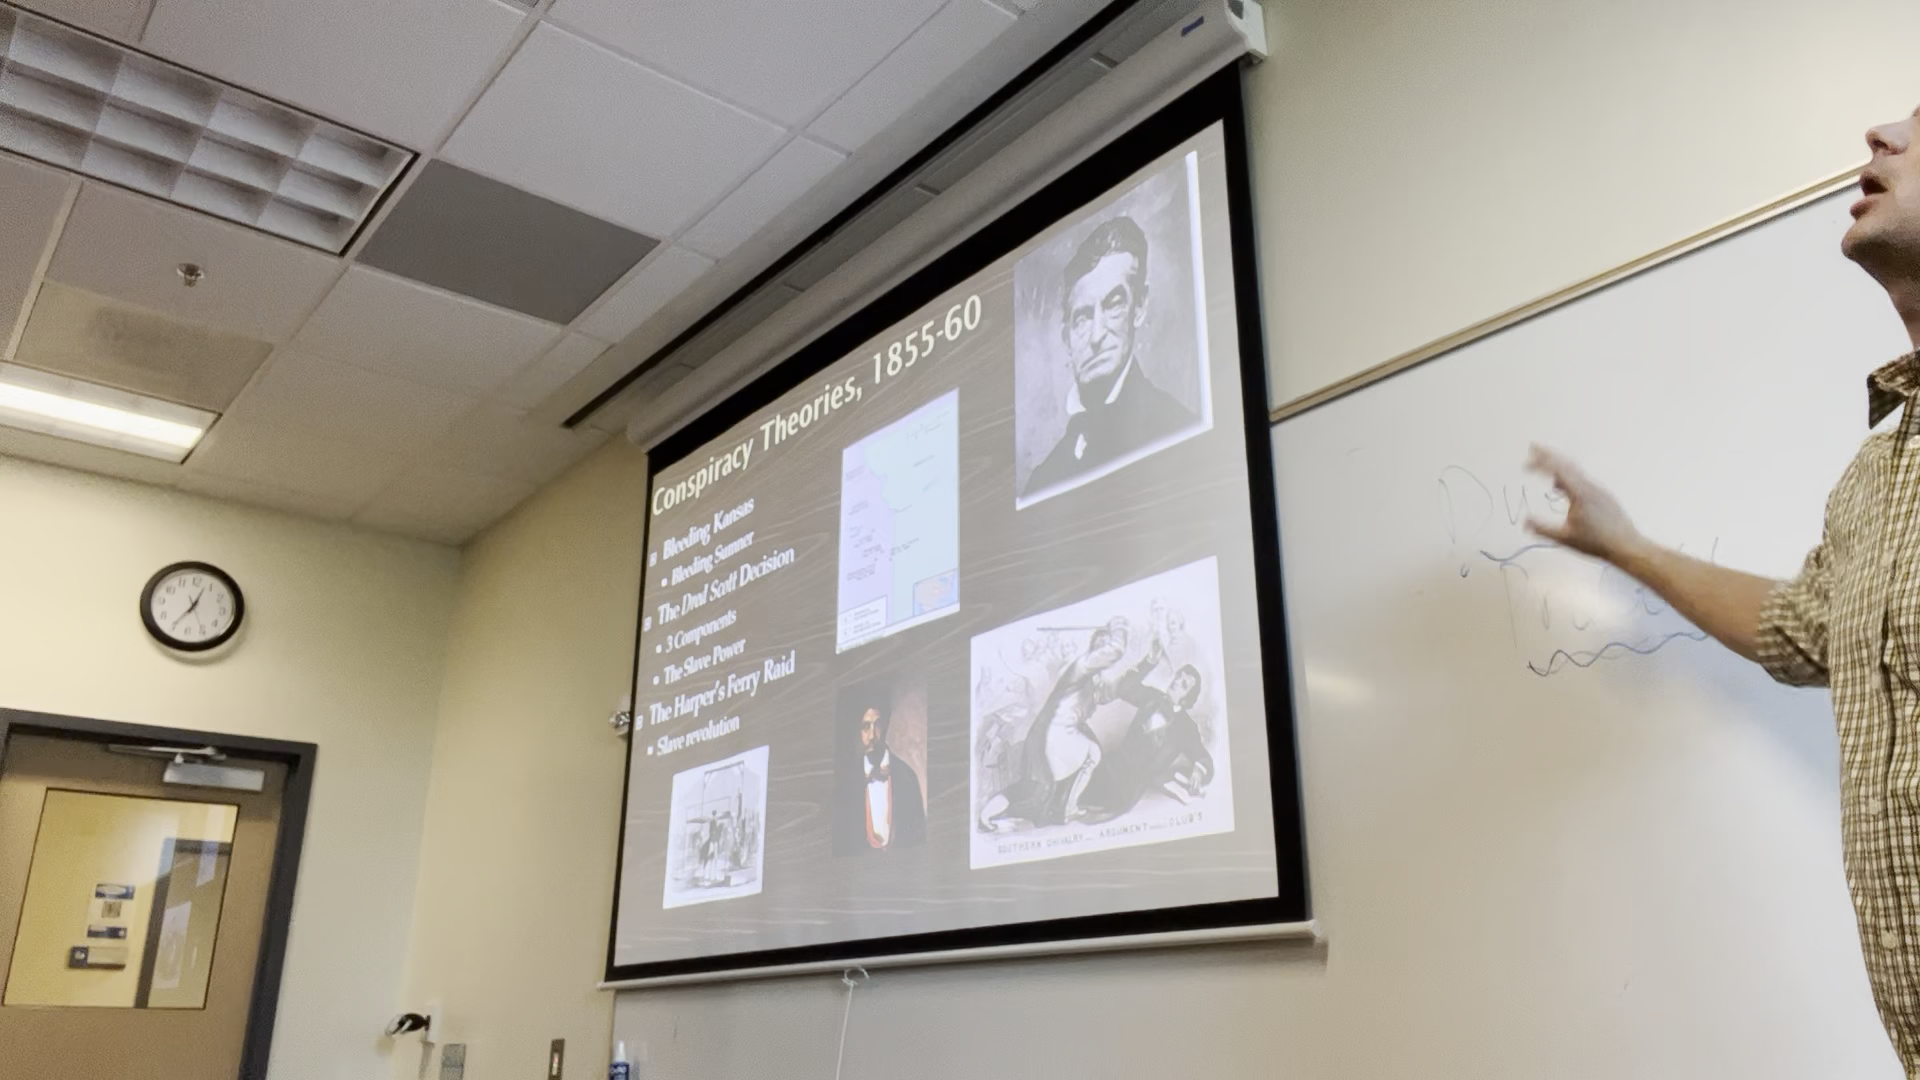 Conspiracy Theories, 1855-60
Bleeding Kansas
Bleeding Sumner
The Dred Scott Decision
3 Components
The Slave Power
The Harper's Ferry Raid
Slave revolution
SOUTHERN CHIVALRY — ARGUMENT VERSUS CLUB'S